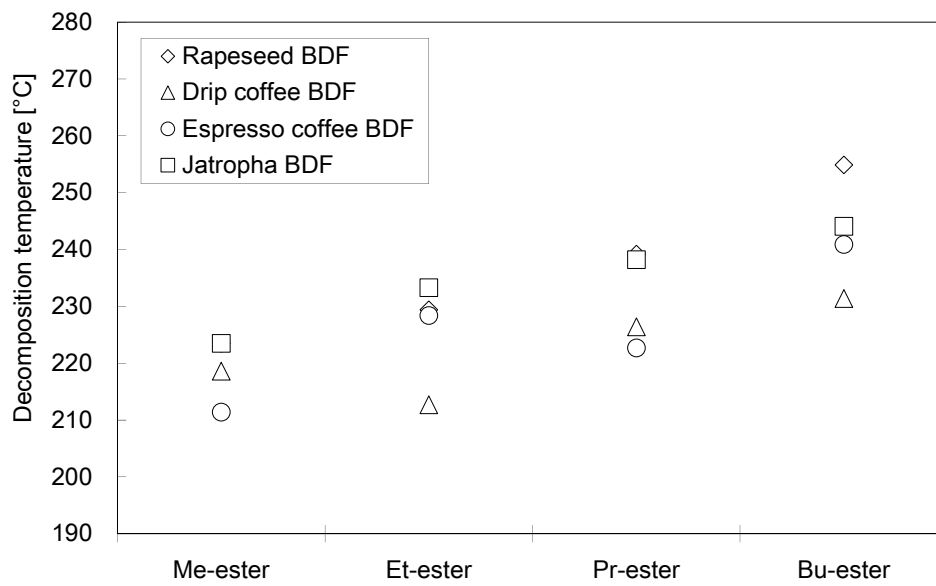 Decomposition temperature [°C]
280
270
260
250
240
230
220
210
200
190
Rapeseed BDF
Drip coffee BDF
Espresso coffee BDF
Jatropha BDF
Me-ester Et-ester Pr-ester Bu-ester